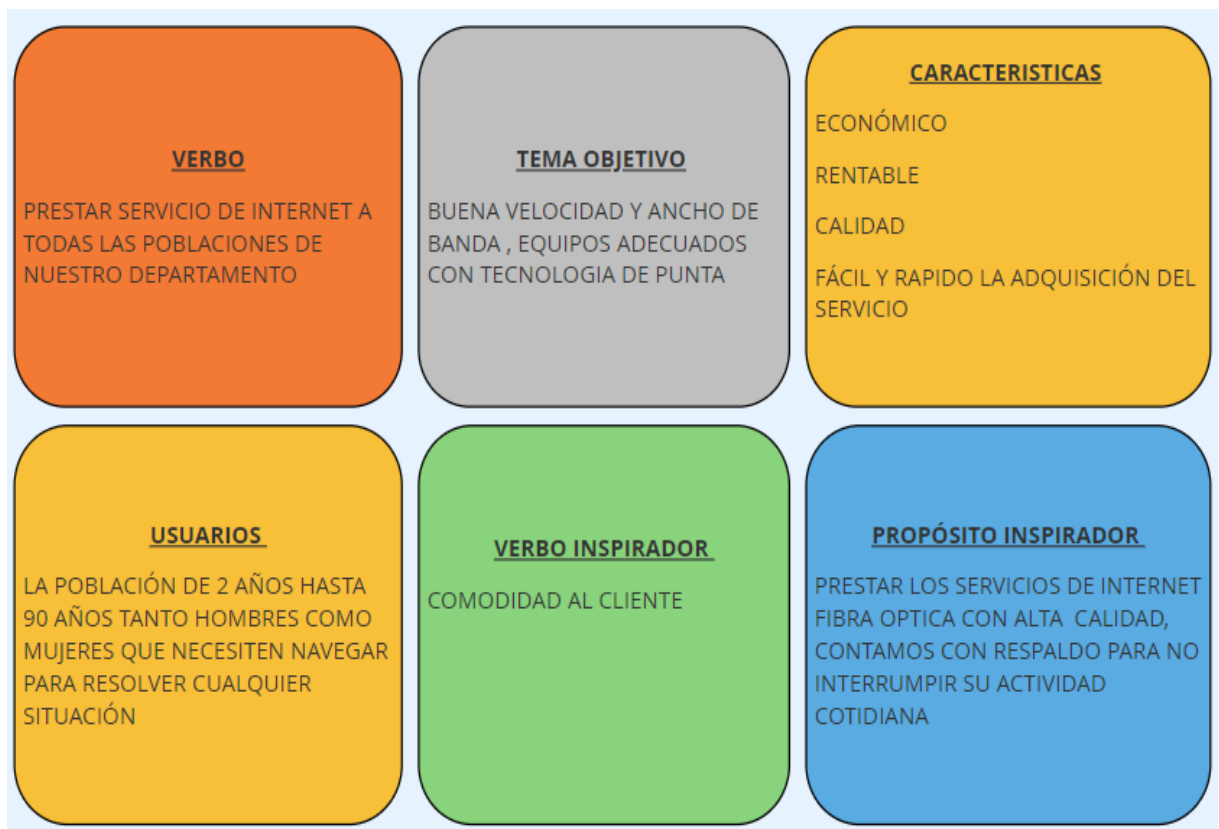 VERBO
PRESTAR SERVICIO DE INTERNET A
TODAS LAS POBLACIONES DE
NUESTRO DEPARTAMENTO
TEMA OBJETIVO
BUENA VELOCIDAD Y ANCHO DE
BANDA , EQUIPOS ADECUADOS
CON TECNOLOGIA DE PUNTA
CARACTERISTICAS
ECONÓMICO
RENTABLE
CALIDAD
FÁCIL Y RAPIDO LA ADQUISICIÓN DEL
SERVICIO
USUARIOS
LA POBLACIÓN DE 2 AÑOS HASTA
90 AÑOS TANTO HOMBRES COMO
MUJERES QUE NECESITEN NAVEGAR
PARA RESOLVER CUALQUIER
SITUACIÓN
VERBO INSPIRADOR
COMODIDAD AL CLIENTE
PROPÓSITO INSPIRADOR
PRESTAR LOS SERVICIOS DE INTERNET
FIBRA OPTICA CON ALTA CALIDAD,
CONTAMOS CON RESPALDO PARA NO
INTERRUMPIR SU ACTIVIDAD
COTIDIANA